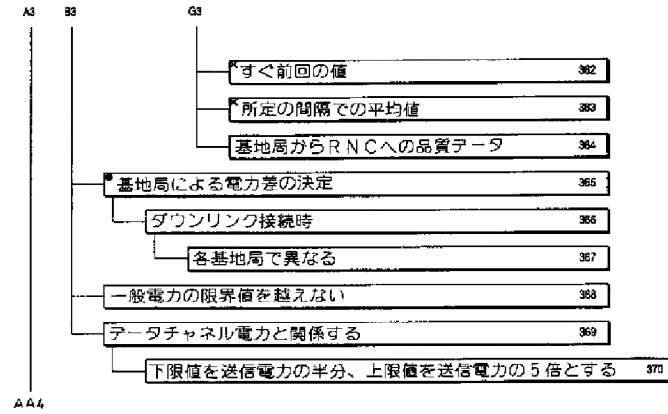 A3 B3 G3
すぐ前回の値 362
所定の間隔での平均値 363
基地局からRNCへの品質データ 364
基地局による電力差の決定 365
ダウンリンク接続時 366
各基地局で異なる 367
一般電力の限界値を越えない 368
データチャネル電力と関係する 369
下限値を送信電力の半分、上限値を送信電力の5倍とする 370
AA4